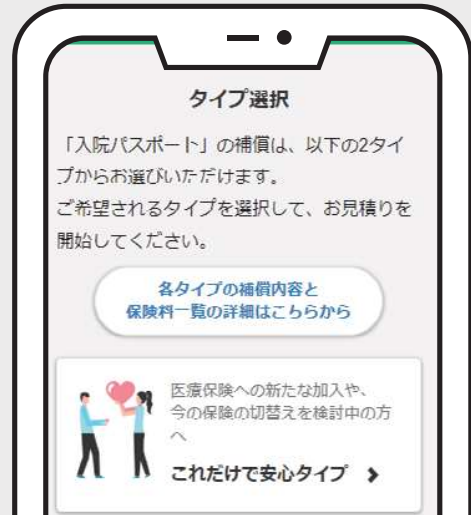 タイプ選択
「入院パスポート」の補償は、以下の2タイ
プからお選びいただけます。
ご希望されるタイプを選択して、お見積りを
開始してください。
各タイプの補償内容と
保険料一覧の詳細はこちらから
医療保険への新たな加入や、
今の保険の切替えを検討中の方
へ
これだけで安心タイプ